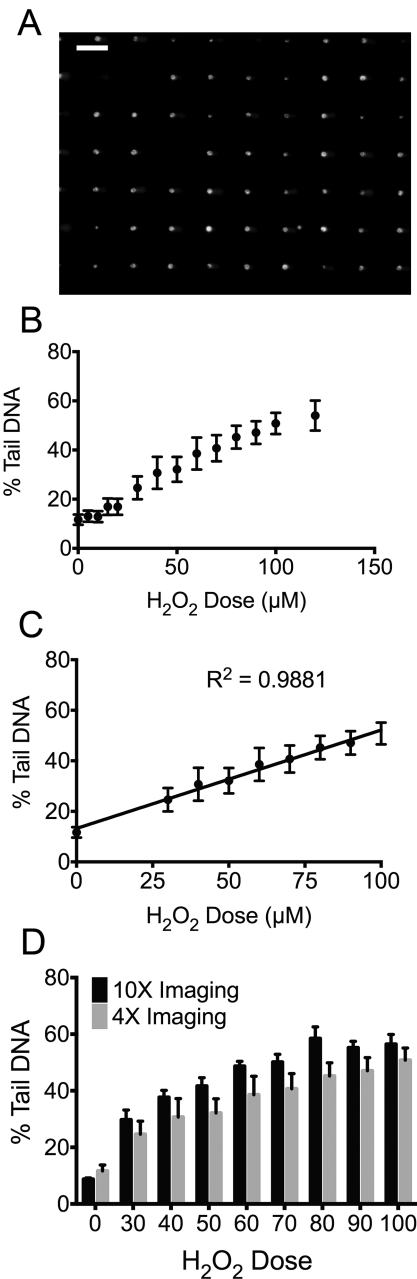 A
B
80
60
40
20
0
% Tail DNA
0
50
100
150
H2O2 Dose (µM)
C
R2 = 0.9881
80
60
40
20
0
% Tail DNA
0
25
50
75
100
H2O2 Dose (µM)
D
10X Imaging
4X Imaging
80
60
40
20
0
% Tail DNA
0 30 40 50 60 70 80 90 100
H2O2 Dose